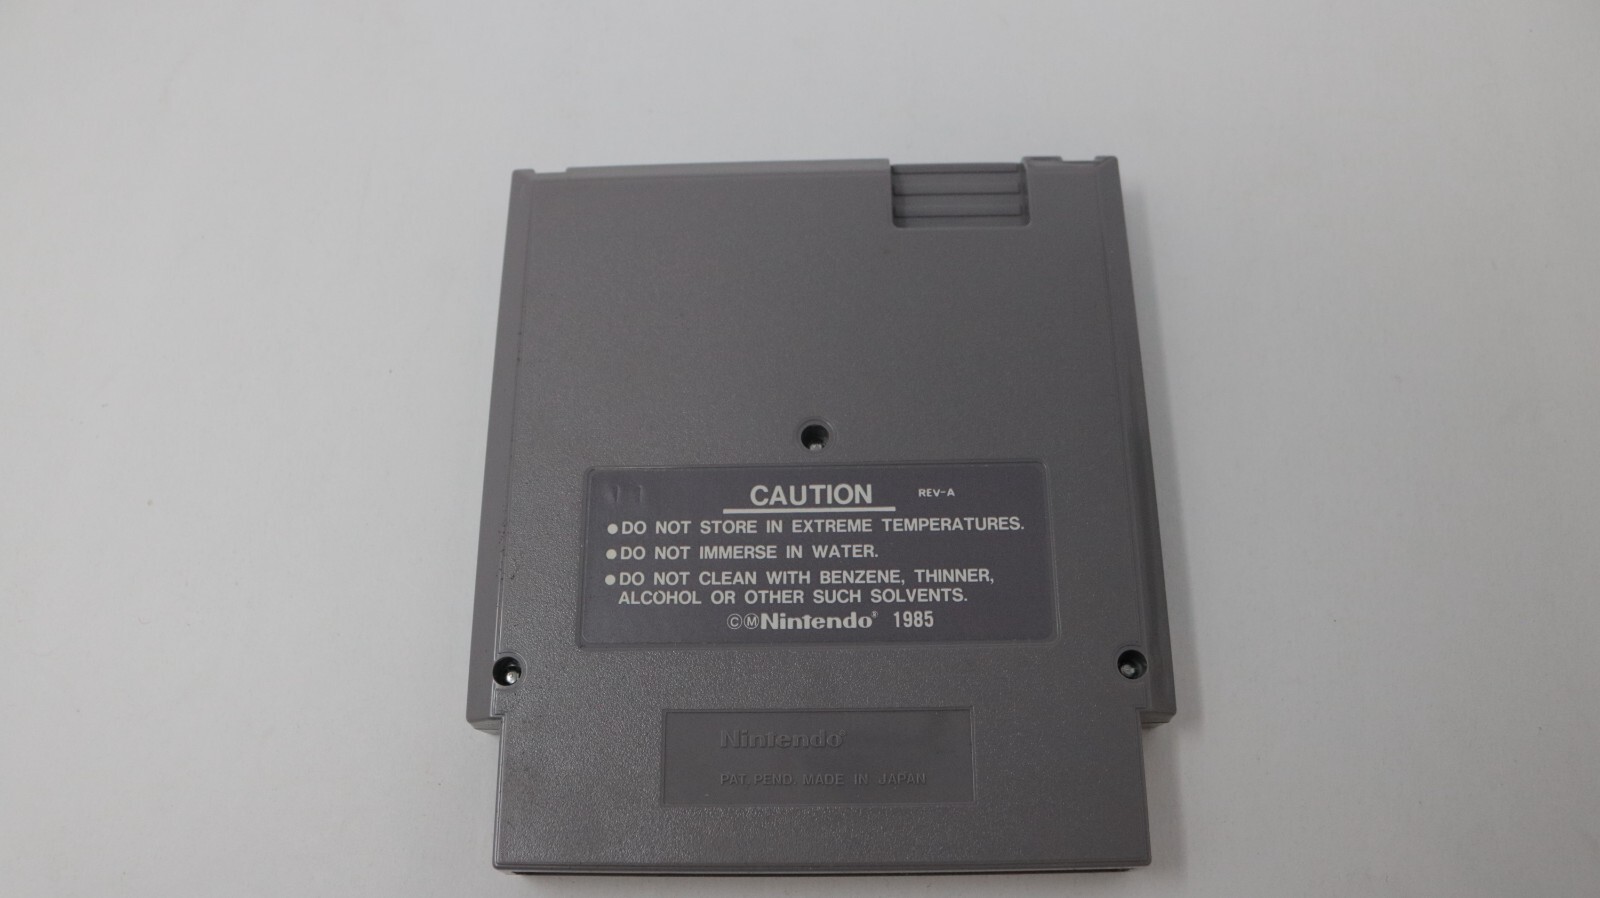 CAUTION REV-A
●DO NOT STORE IN EXTREME TEMPERATURES.
●DO NOT IMMERSE IN WATER.
●DO NOT CLEAN WITH BENZENE, THINNER,
ALCOHOL OR OTHER SUCH SOLVENTS.
ⒸⓂNintendo® 1985
Nintendo®
PAT. PEND. MADE IN JAPAN